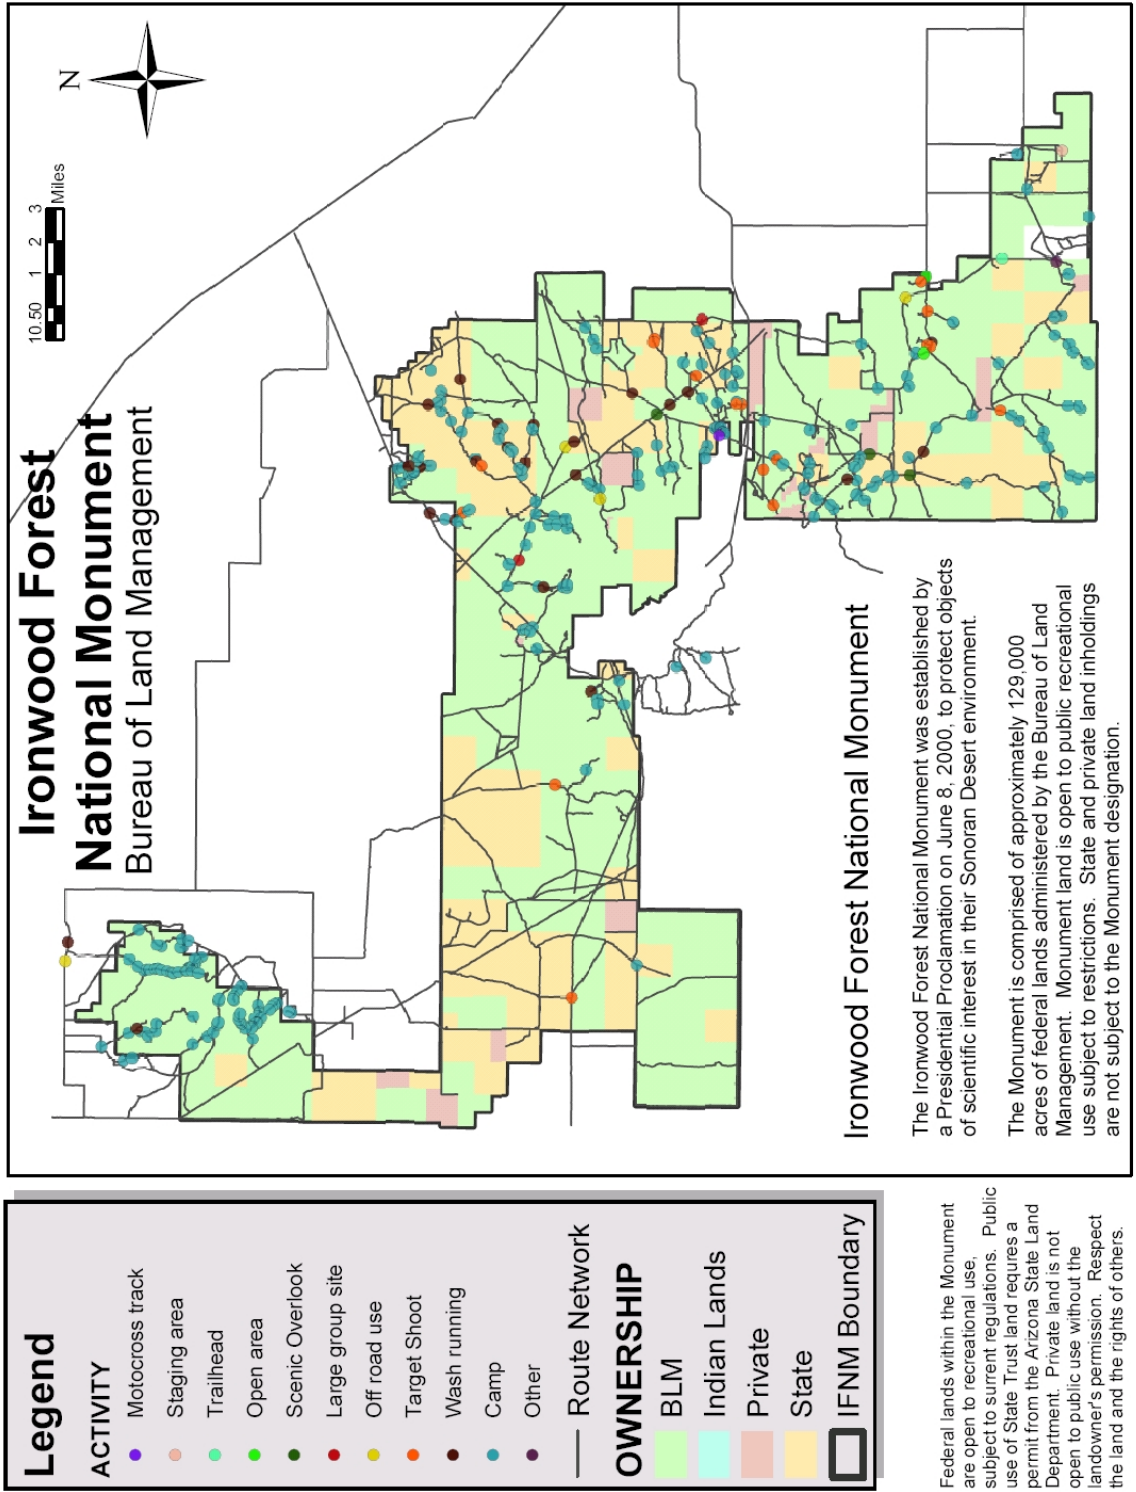 Ironwood Forest
National Monument
Bureau of Land Management
10.50 1 2 3
Miles
N
Ironwood Forest National Monument
The Ironwood Forest National Monument was established by
a Presidential Proclamation on June 8, 2000, to protect objects
of scientific interest in their Sonoran Desert environment.
The Monument is comprised of approximately 129,000
acres of federal lands administered by the Bureau of Land
Management. Monument land is open to public recreational
use subject to restrictions. State and private land inholdings
are not subject to the Monument designation.
Legend
ACTIVITY
Motocross track
Staging area
Trailhead
Open area
Scenic Overlook
Large group site
Off road use
Target Shoot
Wash running
Camp
Other
Route Network
OWNERSHIP
BLM
Indian Lands
Private
State
IFNM Boundary
Federal lands within the Monument
are open to recreational use,
subject to surrent regulations. Public
use of State Trust land requres a
permit from the Arizona State Land
Department. Private land is not
open to public use without the
landowner's permission. Respect
the land and the rights of others.